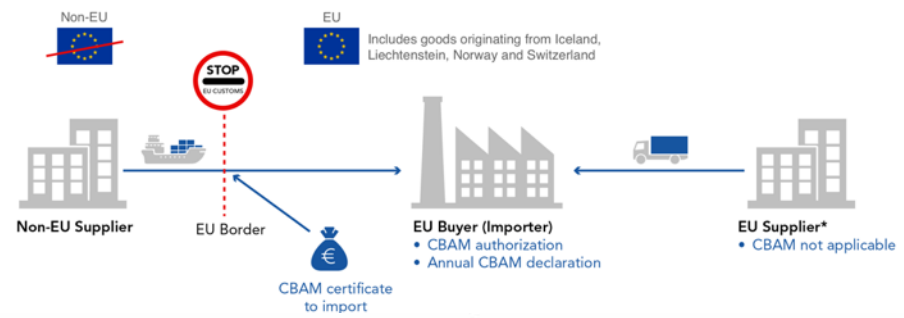 Non-EU
EU
Includes goods originating from Iceland,
Liechtenstein, Norway and Switzerland
STOP
EU CUSTOMS
Non-EU Supplier
EU Border
EU Buyer (Importer)
• CBAM authorization
• Annual CBAM declaration
EU Supplier*
• CBAM not applicable
€
CBAM certificate
to import